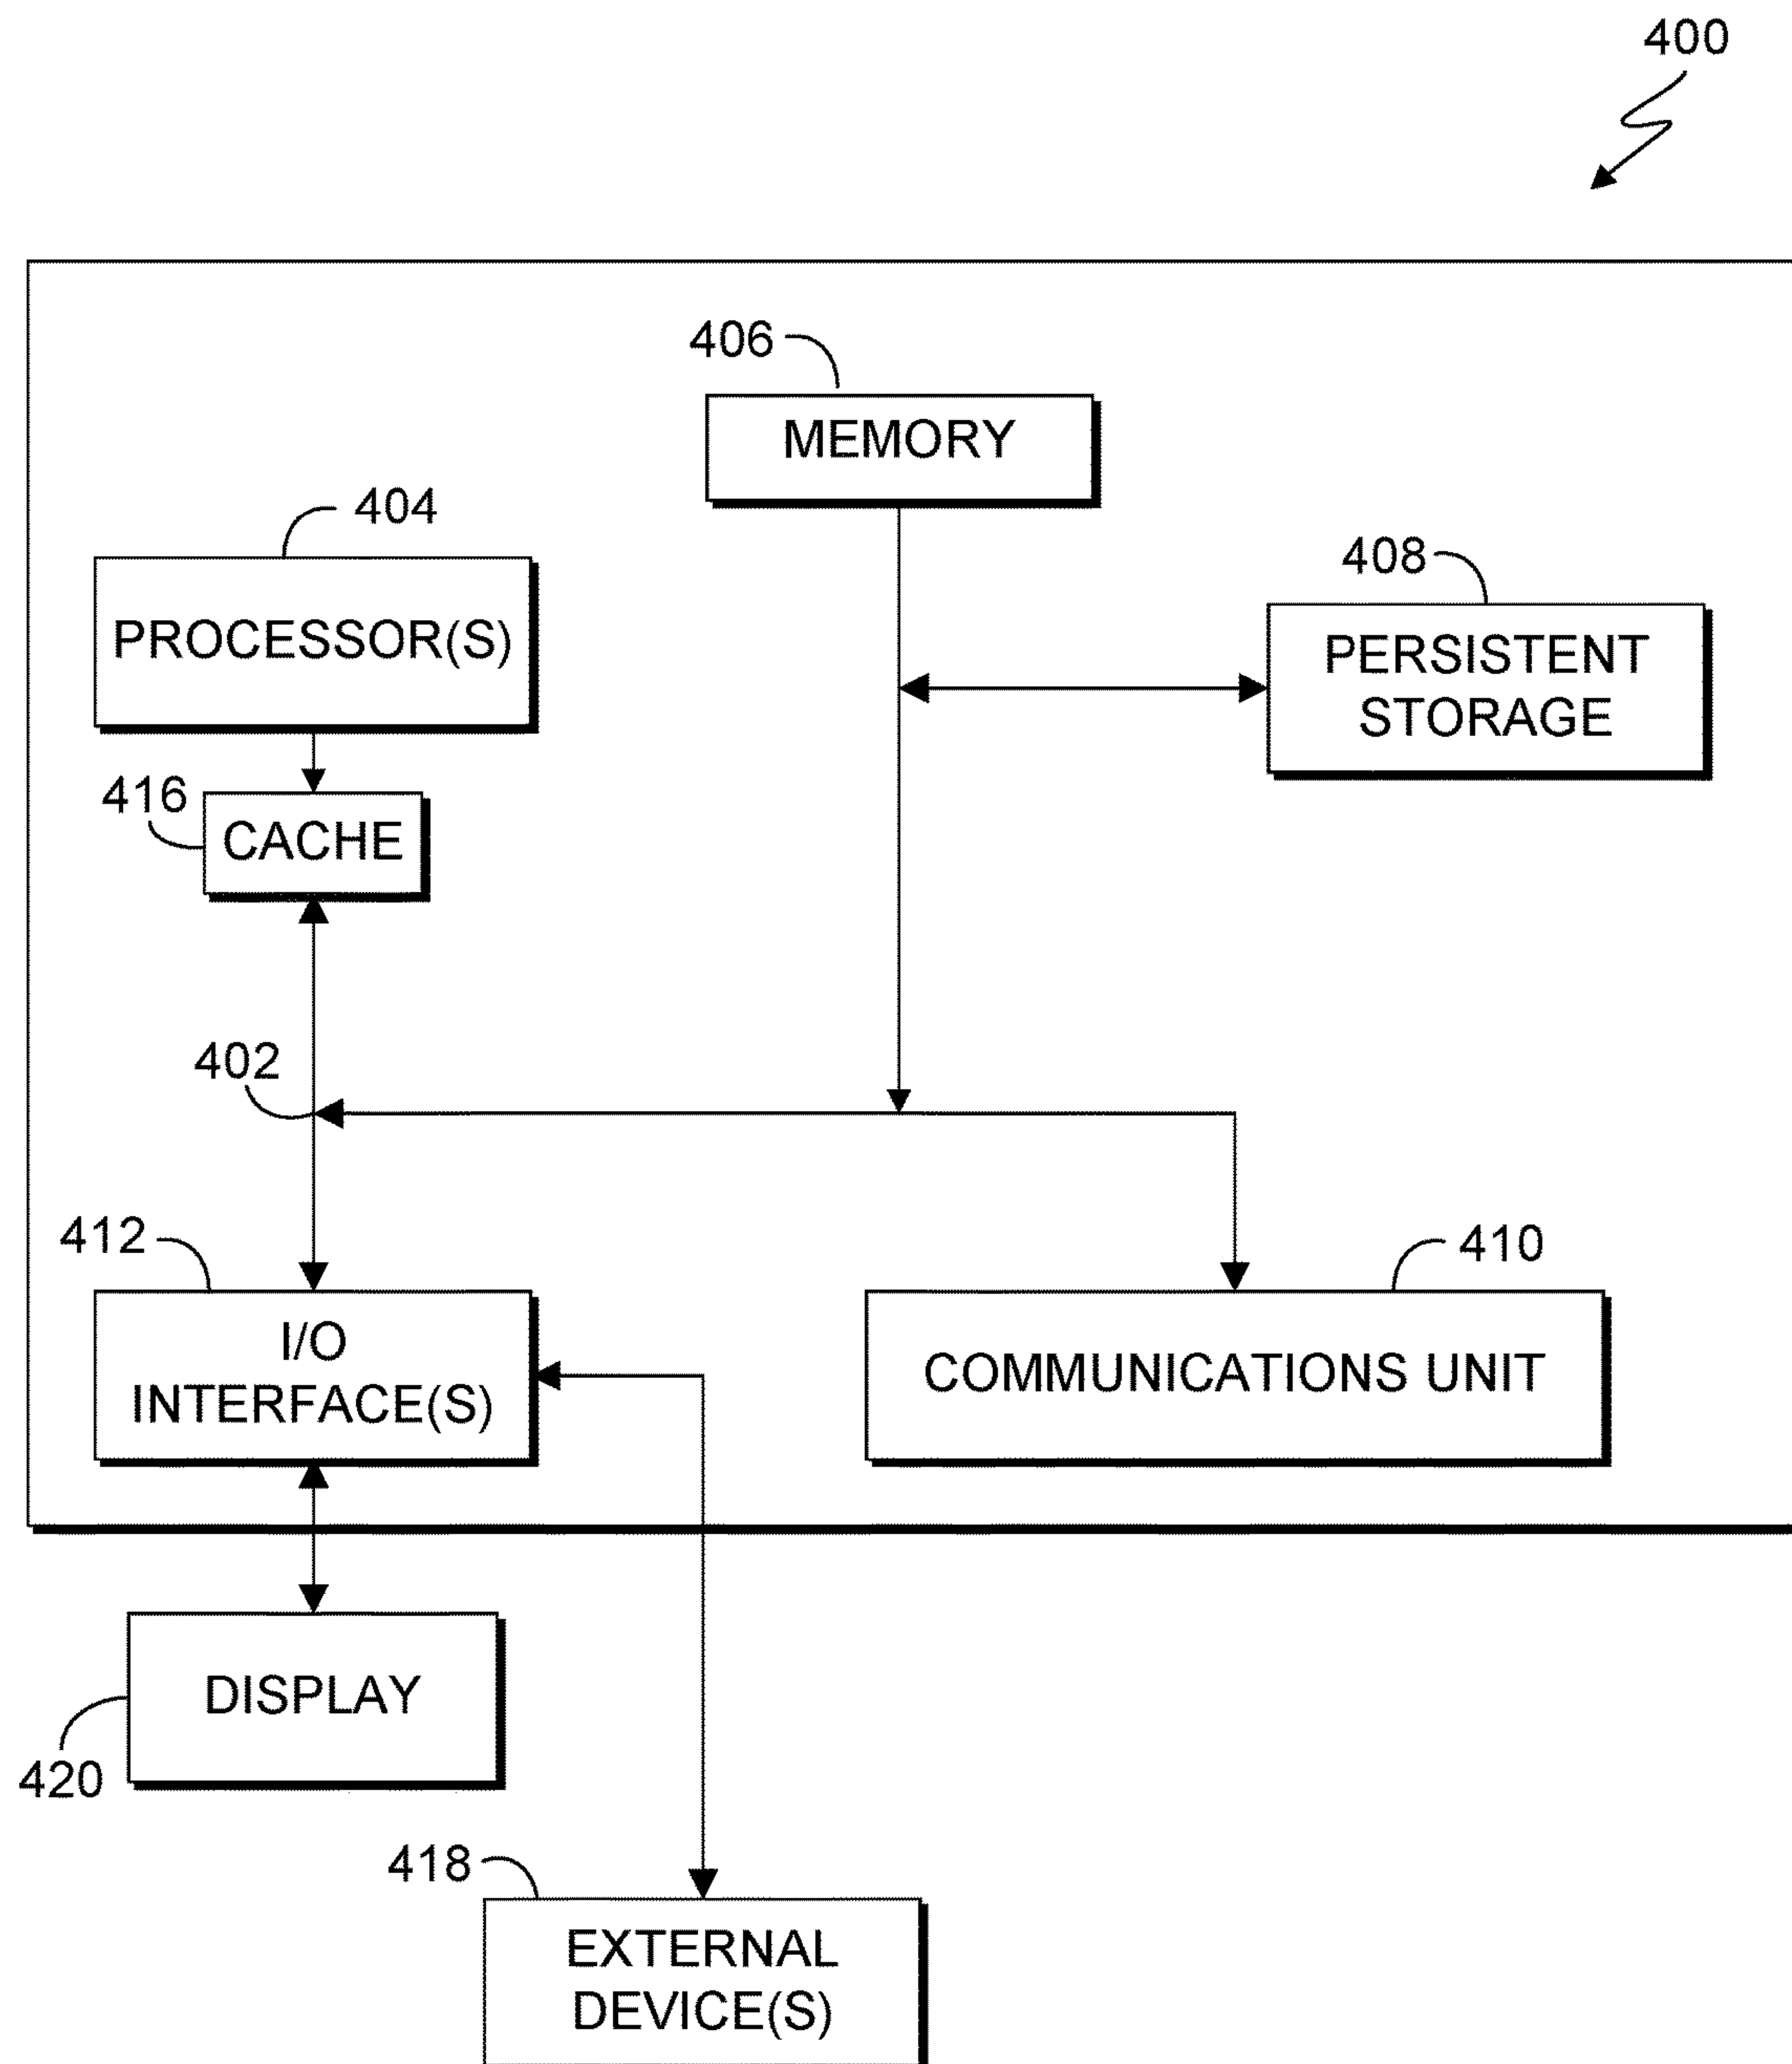 400
406
MEMORY
404
PROCESSOR(S)
408
PERSISTENT
STORAGE
416
CACHE
402
412
I/O
INTERFACE(S)
410
COMMUNICATIONS UNIT
DISPLAY
420
418
EXTERNAL
DEVICE(S)